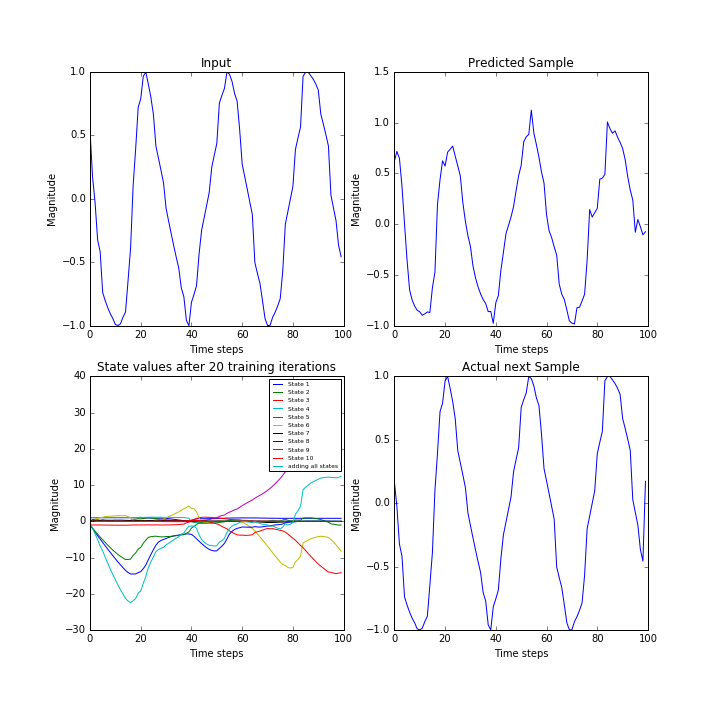 Input
Magnitude
1.0
0.5
0.0
−0.5
−1.0
0 20 40 60 80 100
Time steps
Predicted Sample
Magnitude
1.5
1.0
0.5
0.0
−0.5
−1.0
0 20 40 60 80 100
Time steps
State values after 20 training iterations
Magnitude
40
30
20
10
0
−10
−20
−30
0 20 40 60 80 100
Time steps
State 1
State 2
State 3
State 4
State 5
State 6
State 7
State 8
State 9
State 10
adding all states
Actual next Sample
Magnitude
1.0
0.5
0.0
−0.5
−1.0
0 20 40 60 80 100
Time steps